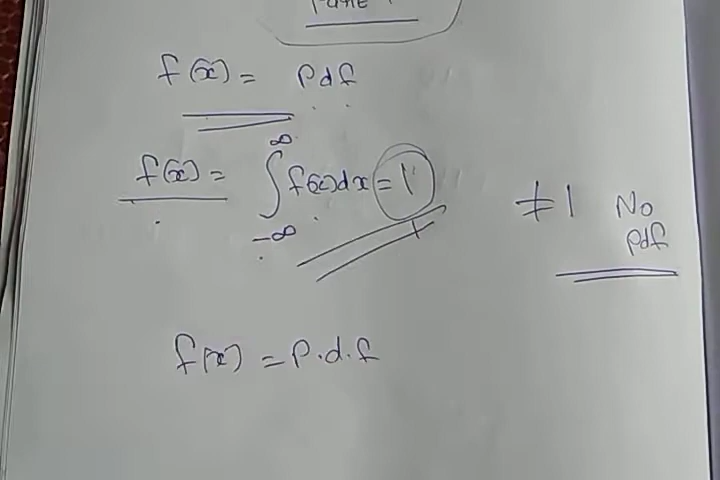 f(x) = Pdf
f(x) = ∫_{-∞}^{∞} f(x)dx = 1
≠ 1 No
pdf
f(x) = P.d.f